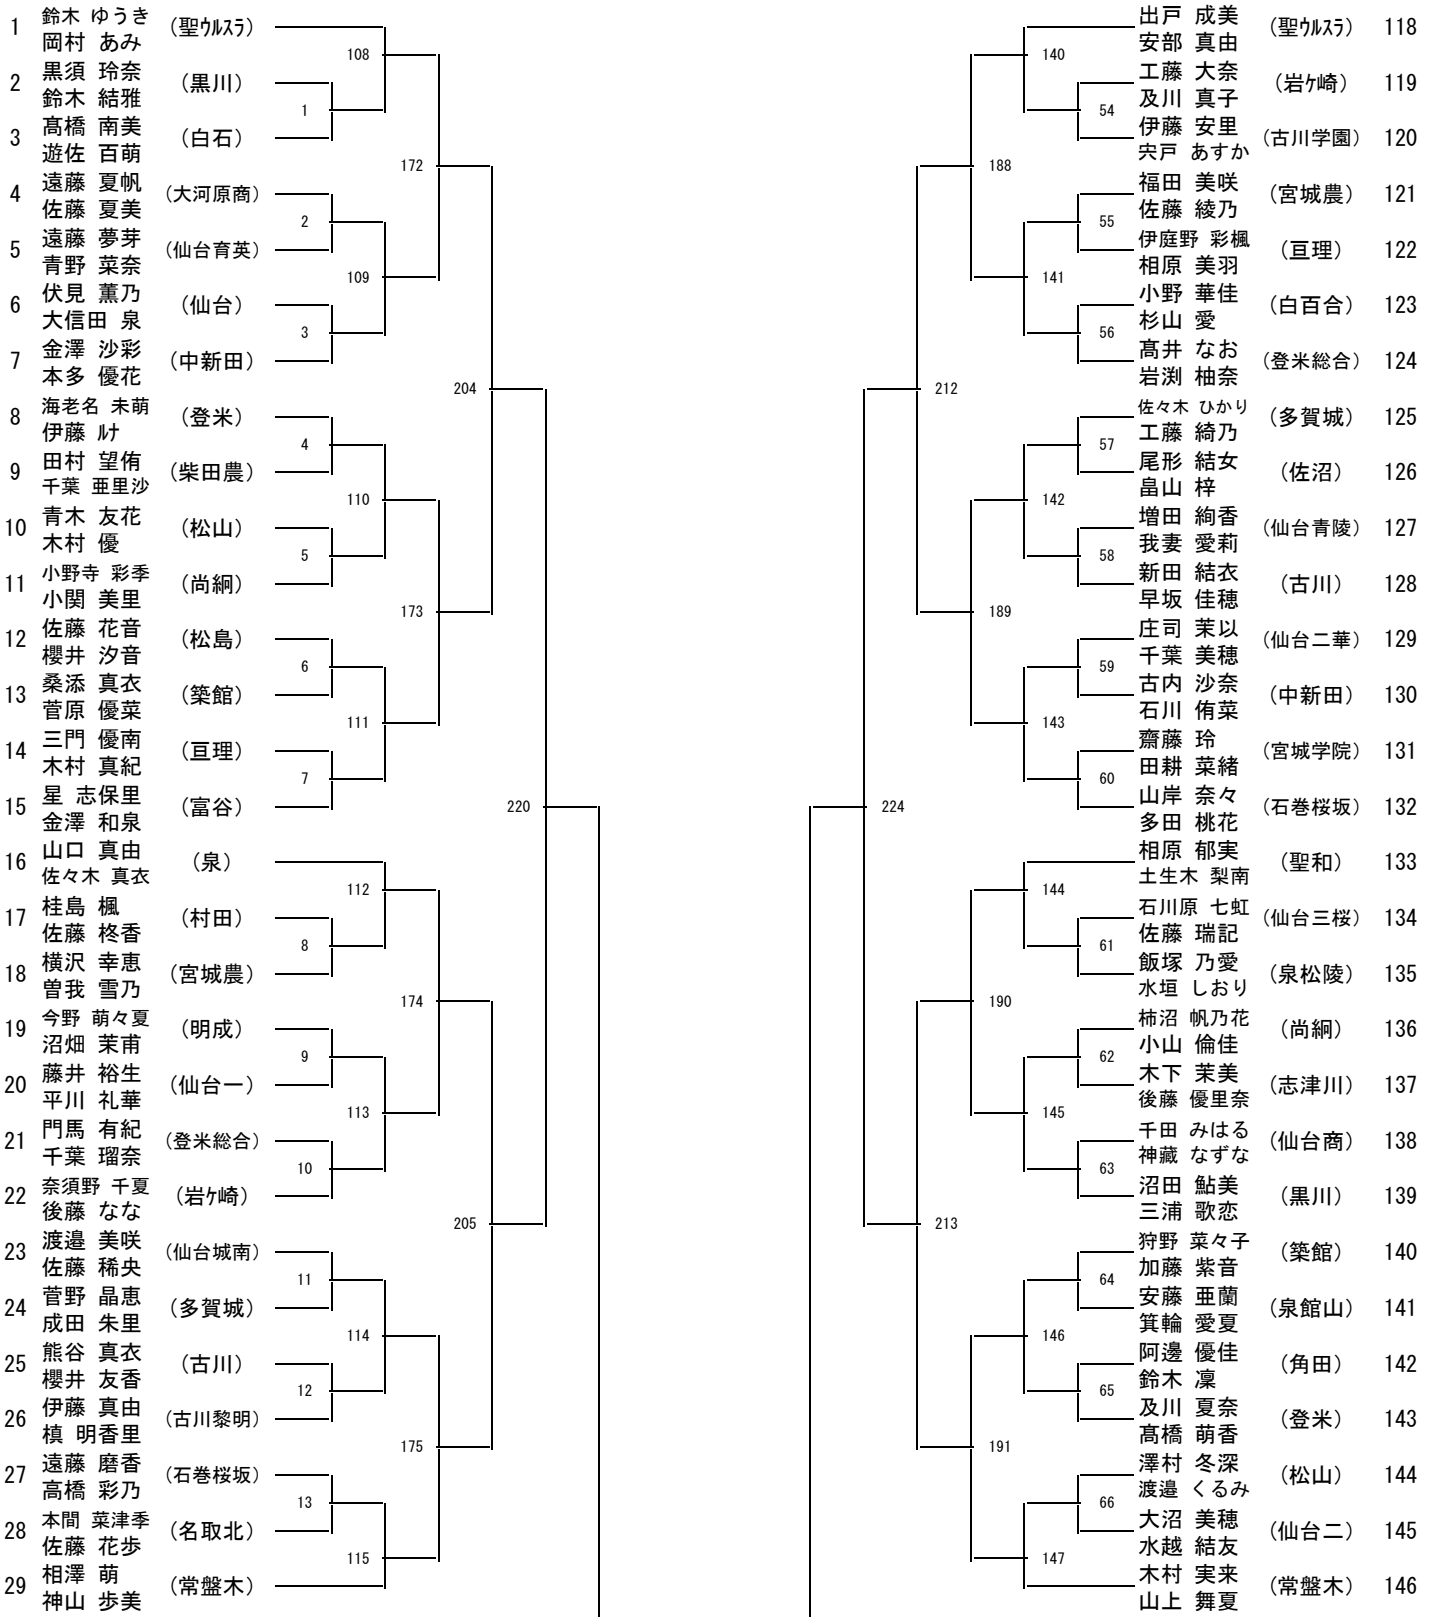 1 鈴木 ゆうき (聖ウルスラ)
岡村 あみ
2 黒須 玲奈 (黒川)
鈴木 結雅
3 髙橋 南美 (白石)
遊佐 百萌
4 遠藤 夏帆 (大河原商)
佐藤 夏美
5 遠藤 夢芽 (仙台育英)
青野 菜奈
6 伏見 薫乃 (仙台)
大信田 泉
7 金澤 沙彩 (中新田)
本多 優花
8 海老名 未萌 (登米)
伊藤 ルナ
9 田村 望侑 (柴田農)
千葉 亜里沙
10 青木 友花 (松山)
木村 優
11 小野寺 彩季 (尚絅)
小関 美里
12 佐藤 花音 (松島)
櫻井 汐音
13 桑添 真衣 (築館)
菅原 優菜
14 三門 優南 (亘理)
木村 真紀
15 星 志保里 (富谷)
金澤 和泉
16 山口 真由 (泉)
佐々木 真衣
17 桂島 楓 (村田)
佐藤 柊香
18 横沢 幸恵 (宮城農)
曽我 雪乃
19 今野 萌々夏 (明成)
沼畑 茉甫
20 藤井 裕生 (仙台一)
平川 礼華
21 門馬 有紀 (登米総合)
千葉 瑠奈
22 奈須野 千夏 (岩ケ崎)
後藤 なな
23 渡邉 美咲 (仙台城南)
佐藤 稀央
24 菅野 晶恵 (多賀城)
成田 朱里
25 熊谷 真衣 (古川)
櫻井 友香
26 伊藤 真由 (古川黎明)
槙 明香里
27 遠藤 磨香 (石巻桜坂)
高橋 彩乃
28 本間 菜津季 (名取北)
佐藤 花歩
29 相澤 萌 (常盤木)
神山 歩美
108
1
172
2
109
3
204
4
110
5
173
6
111
7
220
112
8
174
9
113
10
205
11
114
12
175
13
115
140
54
188
55
141
56
212
57
142
58
189
59
143
60
224
144
61
190
62
145
63
213
64
146
65
191
66
147
出戸 成美 (聖ウルスラ) 118
安部 真由
工藤 大奈 (岩ケ崎) 119
及川 真子
伊藤 安里 (古川学園) 120
宍戸 あすか
福田 美咲 (宮城農) 121
佐藤 綾乃
伊庭野 彩楓 (亘理) 122
相原 美羽
小野 華佳 (白百合) 123
杉山 愛
髙井 なお (登米総合) 124
岩渕 柚奈
佐々木 ひかり (多賀城) 125
工藤 綺乃
尾形 結女 (佐沼) 126
畠山 梓
増田 絢香 (仙台青陵) 127
我妻 愛莉
新田 結衣 (古川) 128
早坂 佳穂
庄司 茉以 (仙台二華) 129
千葉 美穂
古内 沙奈 (中新田) 130
石川 侑菜
齋藤 玲 (宮城学院) 131
田耕 菜緒
山岸 奈々 (石巻桜坂) 132
多田 桃花
相原 郁実 (聖和) 133
土生木 梨南
石川原 七虹 (仙台三桜) 134
佐藤 瑞記
飯塚 乃愛 (泉松陵) 135
水垣 しおり
柿沼 帆乃花 (尚絅) 136
小山 倫佳
木下 茉美 (志津川) 137
後藤 優里奈
千田 みはる (仙台商) 138
神藏 なずな
沼田 鮎美 (黒川) 139
三浦 歌恋
狩野 菜々子 (築館) 140
加藤 紫音
安藤 亜蘭 (泉館山) 141
箕輪 愛夏
阿邊 優佳 (角田) 142
鈴木 凜
及川 夏奈 (登米) 143
髙橋 萌香
澤村 冬深 (松山) 144
渡邉 くるみ
大沼 美穂 (仙台二) 145
水越 結友
木村 実来 (常盤木) 146
山上 舞夏